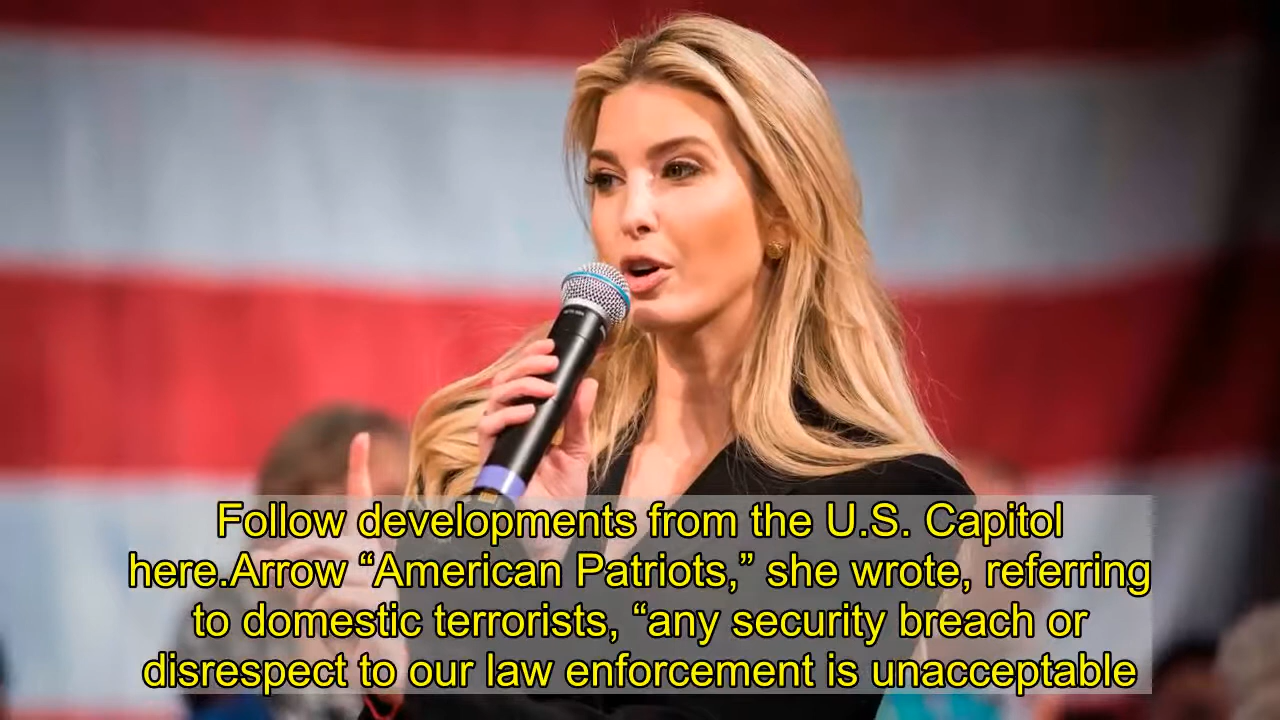 Follow developments from the U.S. Capitol
here.Arrow “American Patriots,” she wrote, referring
to domestic terrorists, “any security breach or
disrespect to our law enforcement is unacceptable